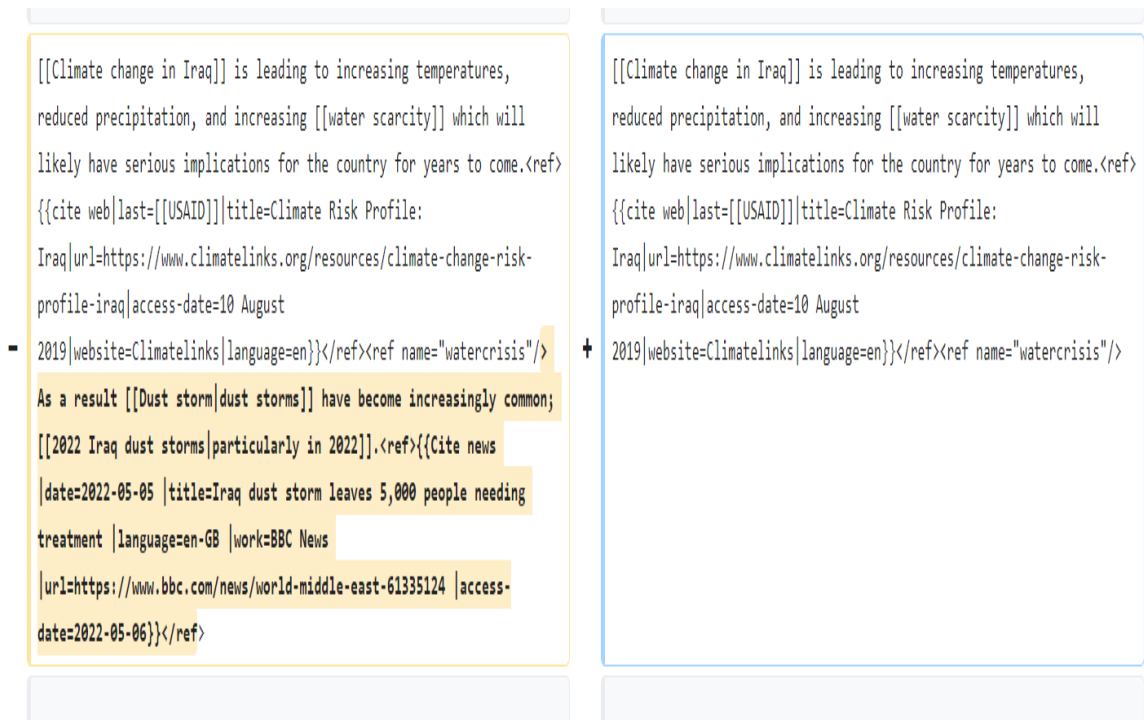 [[Climate change in Iraq]] is leading to increasing temperatures,
reduced precipitation, and increasing [[water scarcity]] which will
likely have serious implications for the country for years to come.<ref>
{{cite web|last=[[USAID]]|title=Climate Risk Profile:
Iraq|url=https://www.climatelinks.org/resources/climate-change-risk-
profile-iraq|access-date=10 August
- 2019|website=Climatelinks|language=en}}</ref><ref name="watercrisis"/>
As a result [[Dust storm|dust storms]] have become increasingly common;
[[2022 Iraq dust storms|particularly in 2022]].<ref>{{Cite news
|date=2022-05-05 |title=Iraq dust storm leaves 5,000 people needing
treatment |language=en-GB |work=BBC News
|url=https://www.bbc.com/news/world-middle-east-61335124 |access-
date=2022-05-06}}</ref>
[[Climate change in Iraq]] is leading to increasing temperatures,
reduced precipitation, and increasing [[water scarcity]] which will
likely have serious implications for the country for years to come.<ref>
{{cite web|last=[[USAID]]|title=Climate Risk Profile:
Iraq|url=https://www.climatelinks.org/resources/climate-change-risk-
profile-iraq|access-date=10 August
+ 2019|website=Climatelinks|language=en}}</ref><ref name="watercrisis"/>